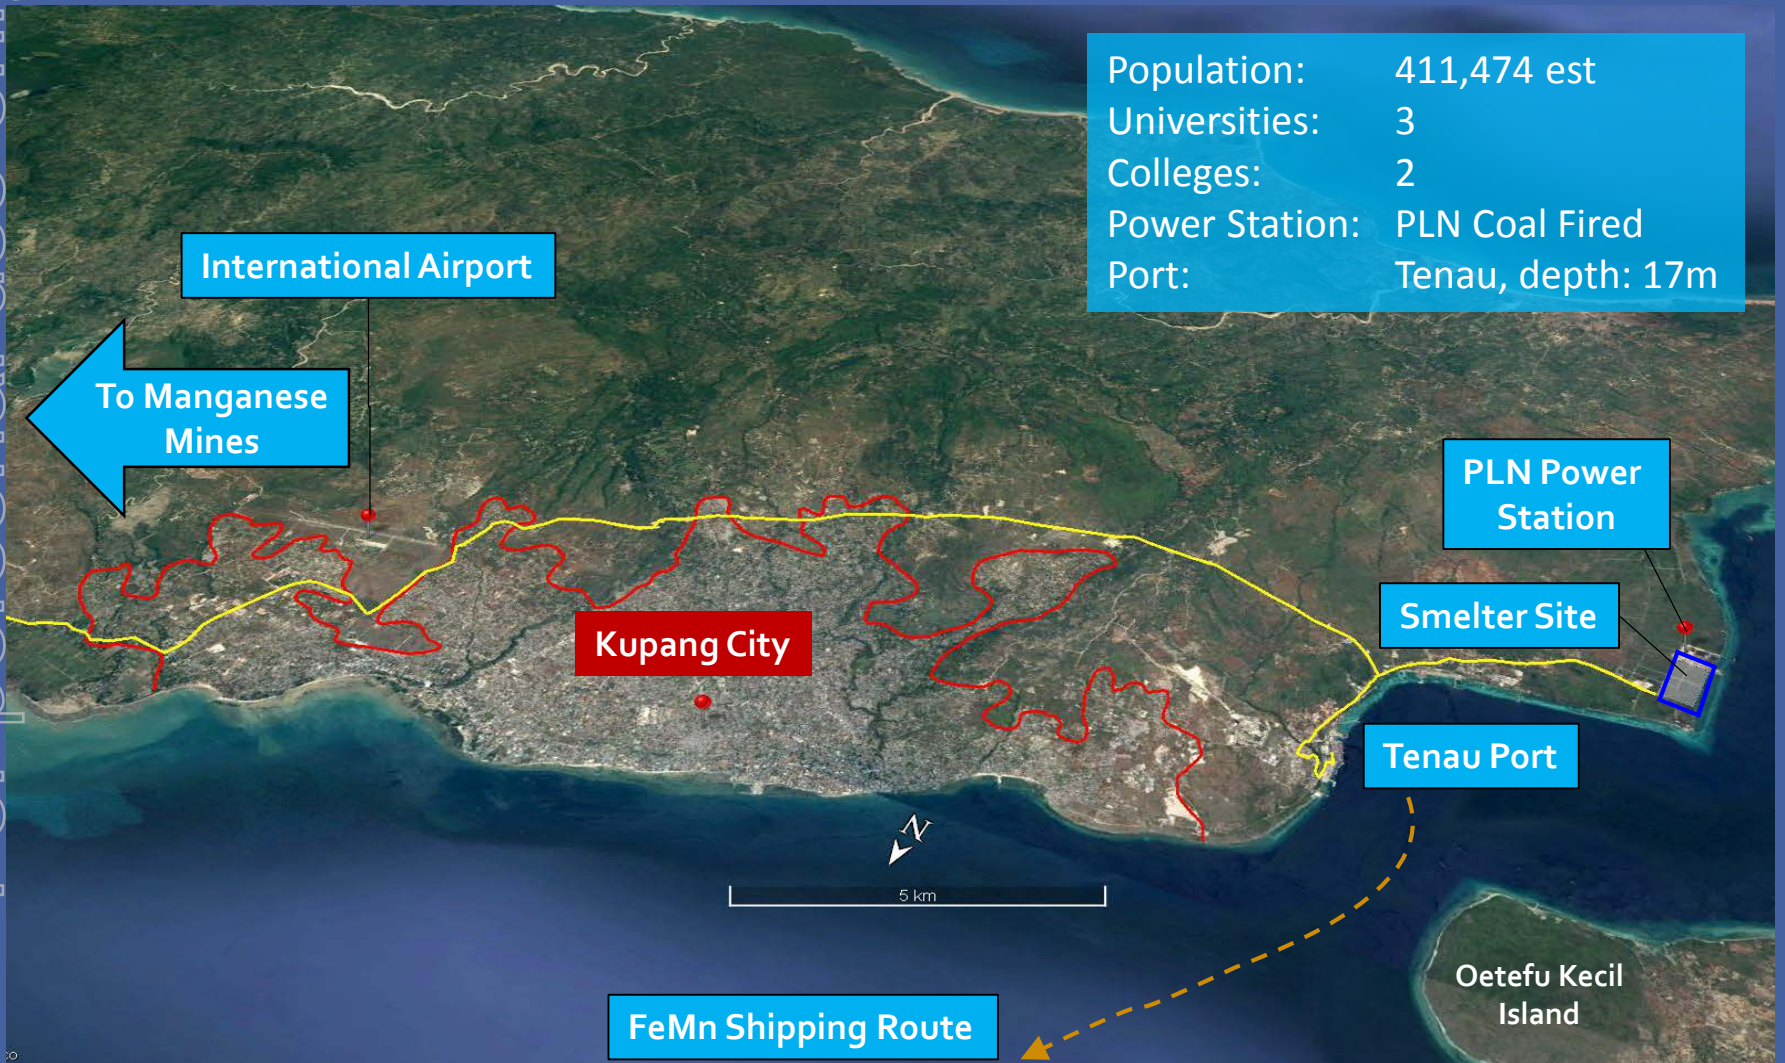 Population: 411,474 est
Universities: 3
Colleges: 2
Power Station: PLN Coal Fired
Port: Tenau, depth: 17m
International Airport
To Manganese
Mines
PLN Power
Station
Smelter Site
Kupang City
Tenau Port
N
5 km
Oetefu Kecil
Island
FeMn Shipping Route